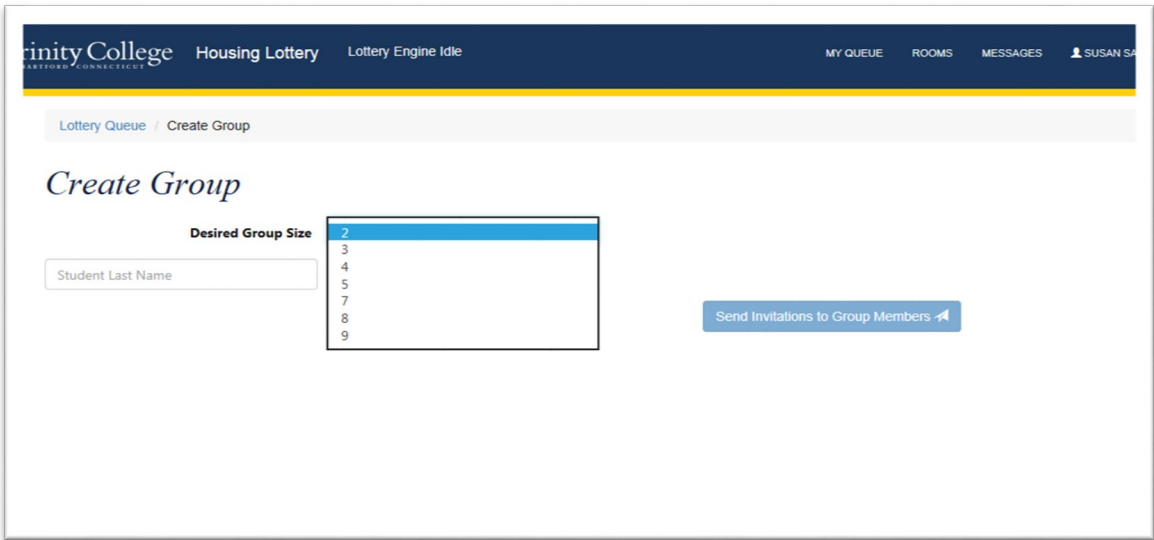 rinity College Housing Lottery Lottery Engine Idle MY QUEUE ROOMS MESSAGES SUSAN SA
HARTFORD CONNECTICUT
Lottery Queue / Create Group
Create Group
Desired Group Size
2
3
4
5
7
8
9
Student Last Name
Send Invitations to Group Members